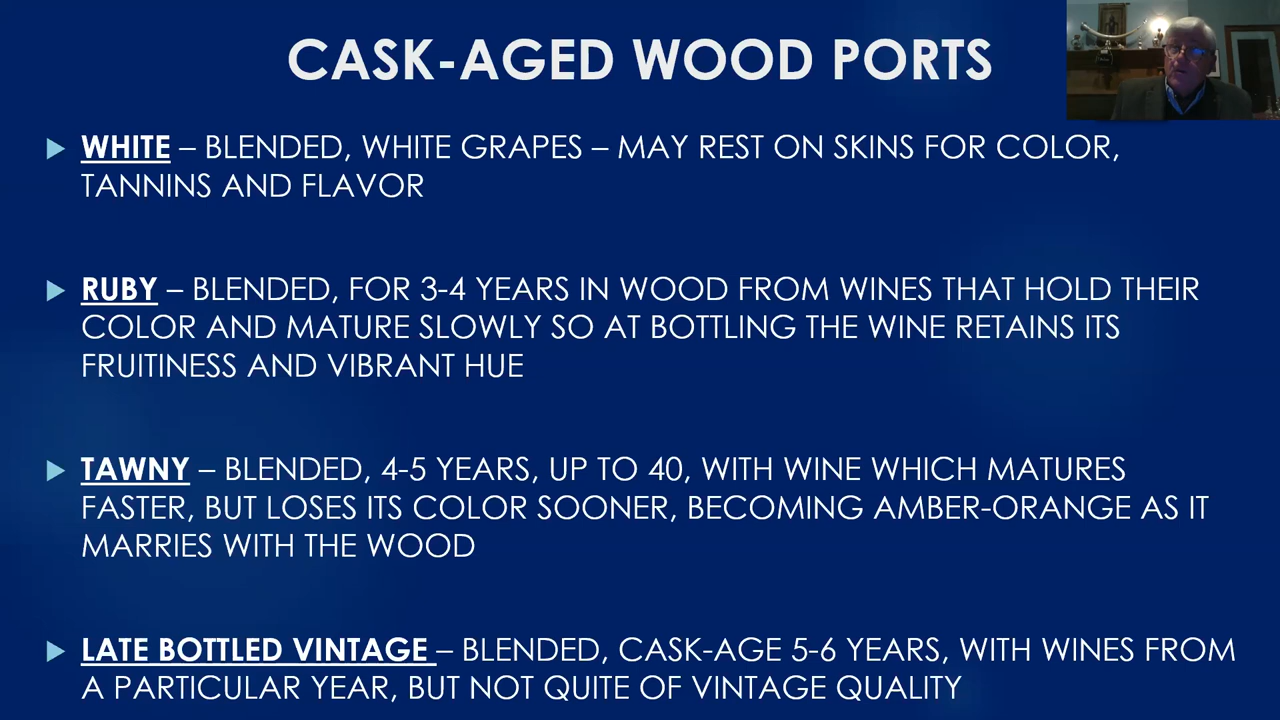 CASK-AGED WOOD PORTS
WHITE – BLENDED, WHITE GRAPES – MAY REST ON SKINS FOR COLOR,
TANNINS AND FLAVOR
RUBY – BLENDED, FOR 3-4 YEARS IN WOOD FROM WINES THAT HOLD THEIR
COLOR AND MATURE SLOWLY SO AT BOTTLING THE WINE RETAINS ITS
FRUITINESS AND VIBRANT HUE
TAWNY – BLENDED, 4-5 YEARS, UP TO 40, WITH WINE WHICH MATURES
FASTER, BUT LOSES ITS COLOR SOONER, BECOMING AMBER-ORANGE AS IT
MARRIES WITH THE WOOD
LATE BOTTLED VINTAGE – BLENDED, CASK-AGE 5-6 YEARS, WITH WINES FROM
A PARTICULAR YEAR, BUT NOT QUITE OF VINTAGE QUALITY